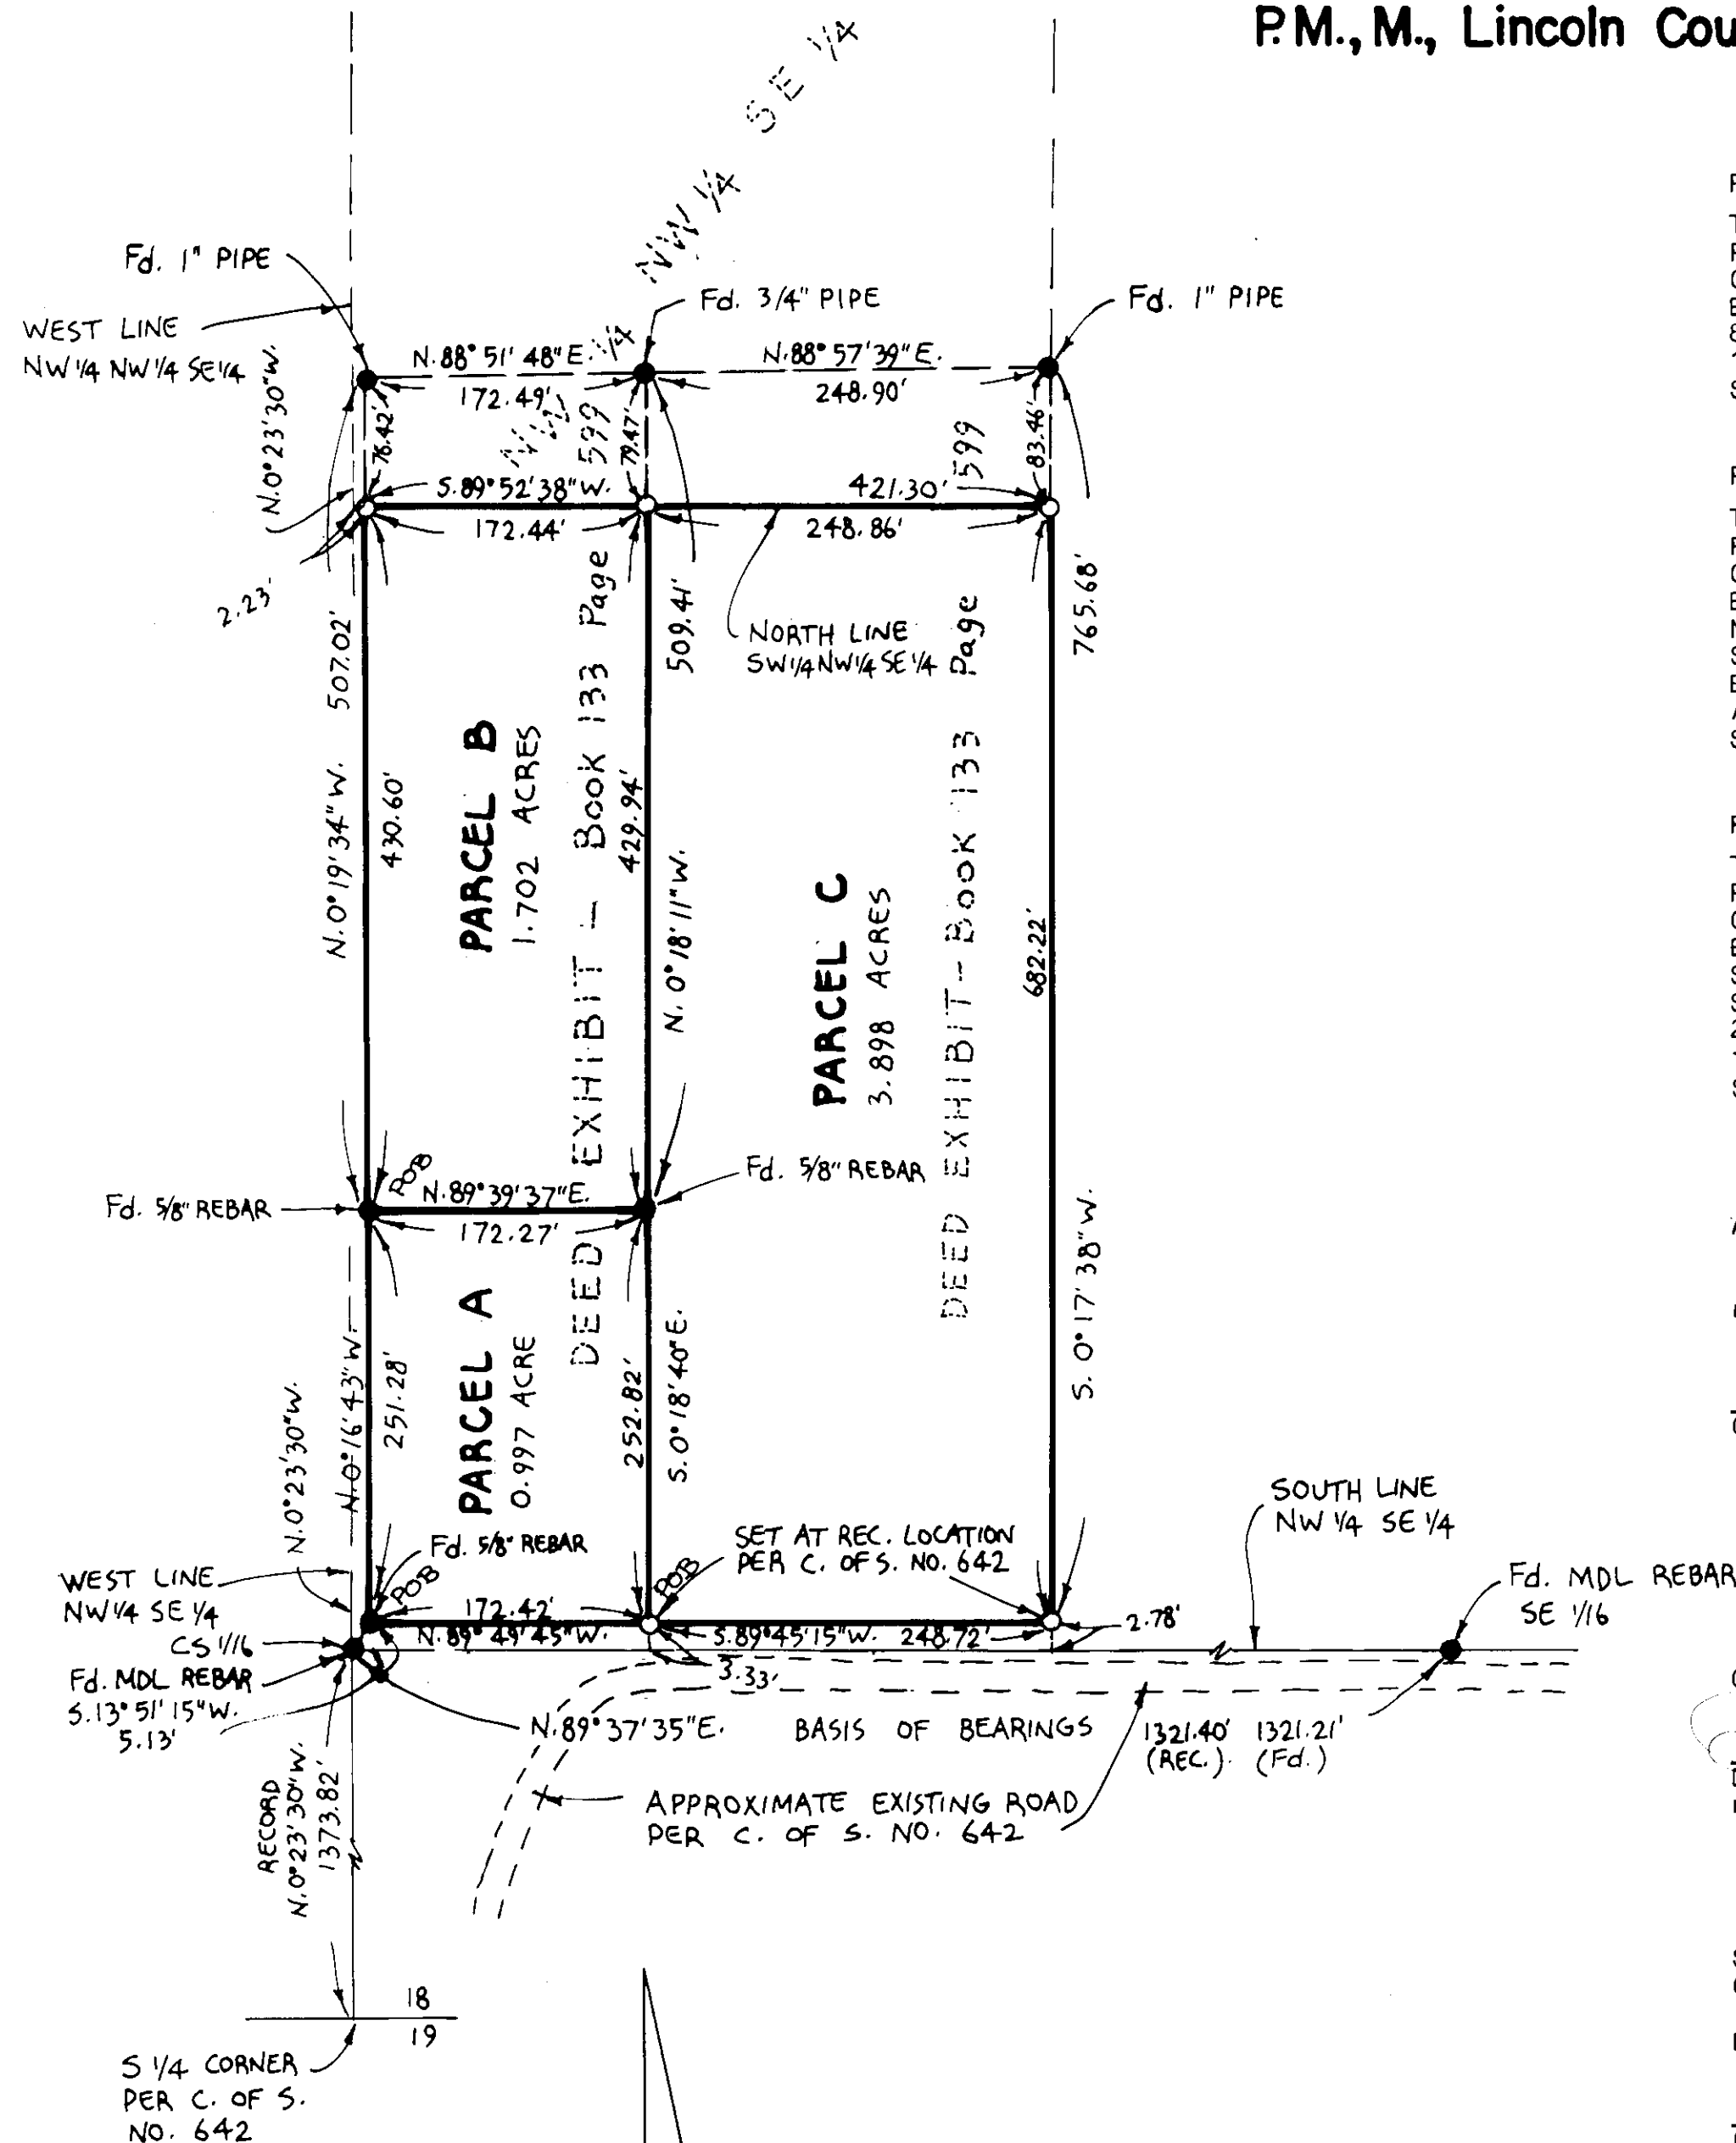 P.M., M., Lincoln Cou
NW 1/4 SE 1/4
Fd. 1" PIPE
Fd. 3/4" PIPE
Fd. 1" PIPE
WEST LINE
NW 1/4 NW 1/4 SE 1/4
N.0°23'30"W.
N.88°51'48"E.
172.49'
N.88°57'39"E.
248.90'
NW 1/4
76.42'
79.47'
83.46'
S.89°52'38"W.
421.30'
172.44'
248.86'
2.23'
NORTH LINE
SW 1/4 NW 1/4 SE 1/4
N.0°19'34"W. 507.02'
430.60'
PARCEL B
1.702 ACRES
DEED EXHIBIT - Book 133 Page 599
429.94'
509.41'
N.0°18'11"W.
PARCEL C
3.898 ACRES
DEED EXHIBIT - Book 133 Page 599
682.22'
765.68'
S.0°17'38"W.
Fd. 5/8" REBAR
POB
N.89°39'37"E.
172.27'
Fd. 5/8" REBAR
N.0°16'43"W.
251.28'
PARCEL A
0.997 ACRE
252.82'
S.0°18'40"E.
N.0°23'30"W.
Fd. 5/8" REBAR
POB
SET AT REC. LOCATION
PER C. OF S. NO. 642
POB
SOUTH LINE
NW 1/4 SE 1/4
WEST LINE
NW 1/4 SE 1/4
CS 1/16
Fd. MDL REBAR
S.13°51'15"W.
5.13'
172.42'
N.89°49'45"W.
S.89°45'15"W. 248.72'
2.78'
3.33'
Fd. MDL REBAR
SE 1/16
N.89°37'35"E. BASIS OF BEARINGS
1321.40' 1321.21'
(REC.) (Fd.)
APPROXIMATE EXISTING ROAD
PER C. OF S. NO. 642
RECORD
N.0°23'30"W.
1373.82'
18
19
S 1/4 CORNER
PER C. OF S.
NO. 642